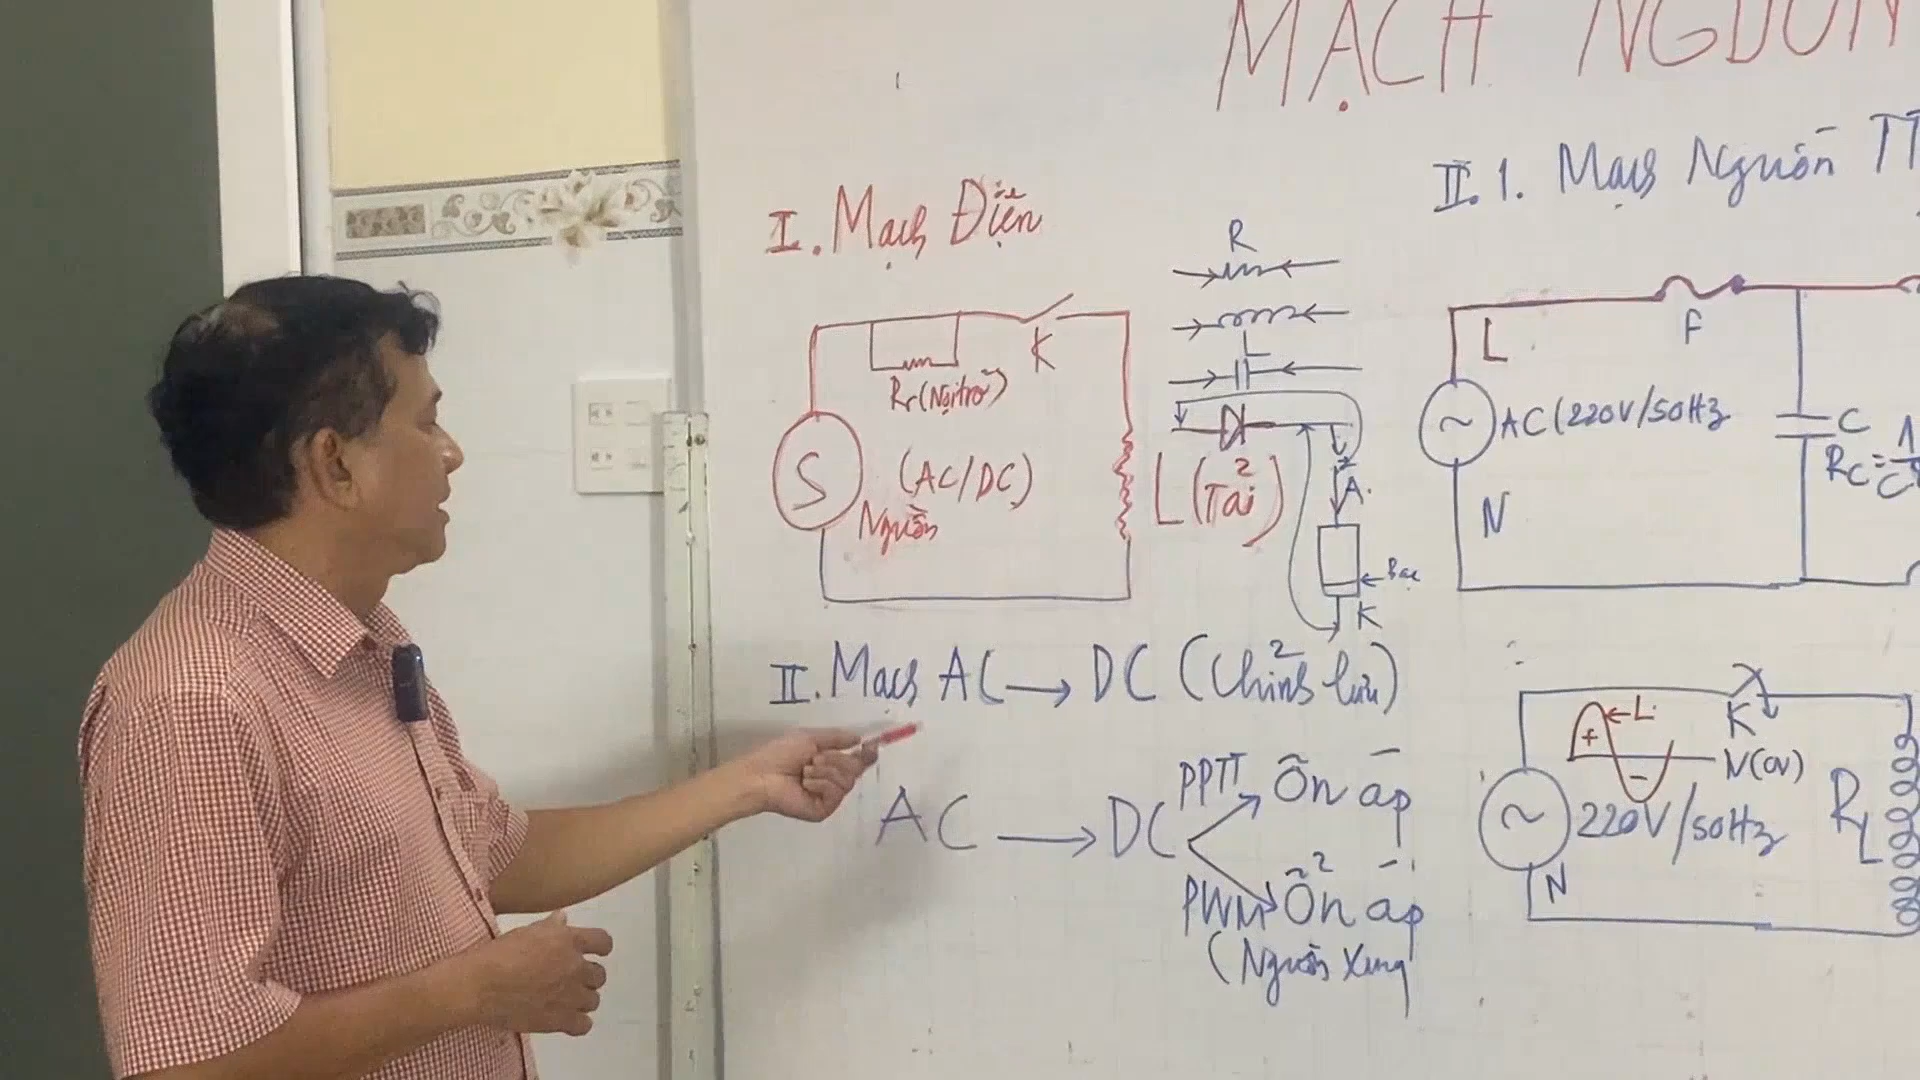 MẠCH NGUỒN
I. Mạch Điện
K
Rr (Nội trở)
S
(AC/DC)
Nguồn
L (Tải)
R
L
A
K
II. Mạch AC → DC (Chỉnh lưu)
AC → DC
PPTT Ổn áp
PWM Ổn áp
(Nguồn Xung
II.1. Mạch Nguồn TT
L
F
AC (220V/50Hz
C
Rc = 1
N
K
+
L
-
N(0V)
220V/50Hz
RL
N